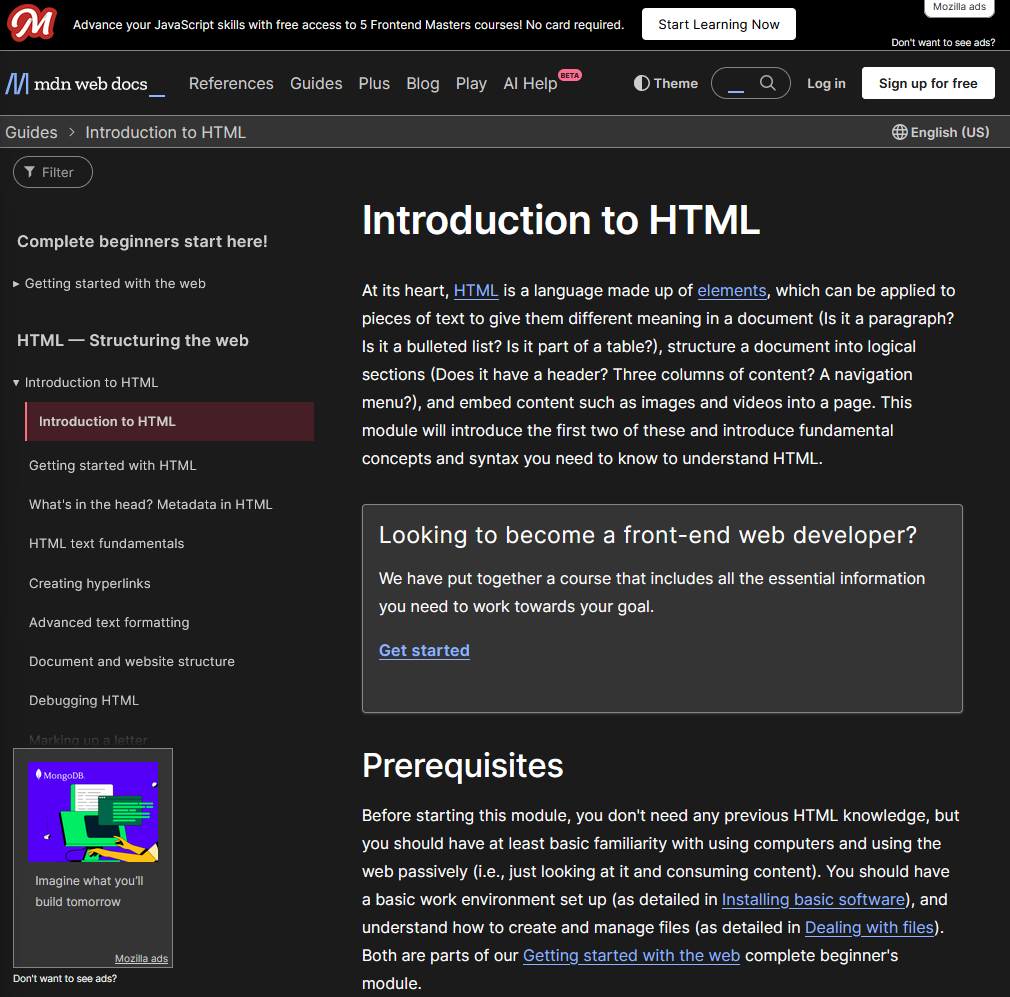 Mozilla ads
Advance your JavaScript skills with free access to 5 Frontend Masters courses! No card required.
Start Learning Now
Don't want to see ads?
mdn web docs_
References Guides Plus Blog Play AI Help BETA
Theme
Log in
Sign up for free
Guides > Introduction to HTML
English (US)
Filter
Complete beginners start here!
▸ Getting started with the web
HTML — Structuring the web
▾ Introduction to HTML
Introduction to HTML
Getting started with HTML
What's in the head? Metadata in HTML
HTML text fundamentals
Creating hyperlinks
Advanced text formatting
Document and website structure
Debugging HTML
Marking up a letter
MongoDB.
Imagine what you'll
build tomorrow
Mozilla ads
Don't want to see ads?
Introduction to HTML
At its heart, HTML is a language made up of elements, which can be applied to
pieces of text to give them different meaning in a document (Is it a paragraph?
Is it a bulleted list? Is it part of a table?), structure a document into logical
sections (Does it have a header? Three columns of content? A navigation
menu?), and embed content such as images and videos into a page. This
module will introduce the first two of these and introduce fundamental
concepts and syntax you need to know to understand HTML.
Looking to become a front-end web developer?
We have put together a course that includes all the essential information
you need to work towards your goal.
Get started
Prerequisites
Before starting this module, you don't need any previous HTML knowledge, but
you should have at least basic familiarity with using computers and using the
web passively (i.e., just looking at it and consuming content). You should have
a basic work environment set up (as detailed in Installing basic software), and
understand how to create and manage files (as detailed in Dealing with files).
Both are parts of our Getting started with the web complete beginner's
module.